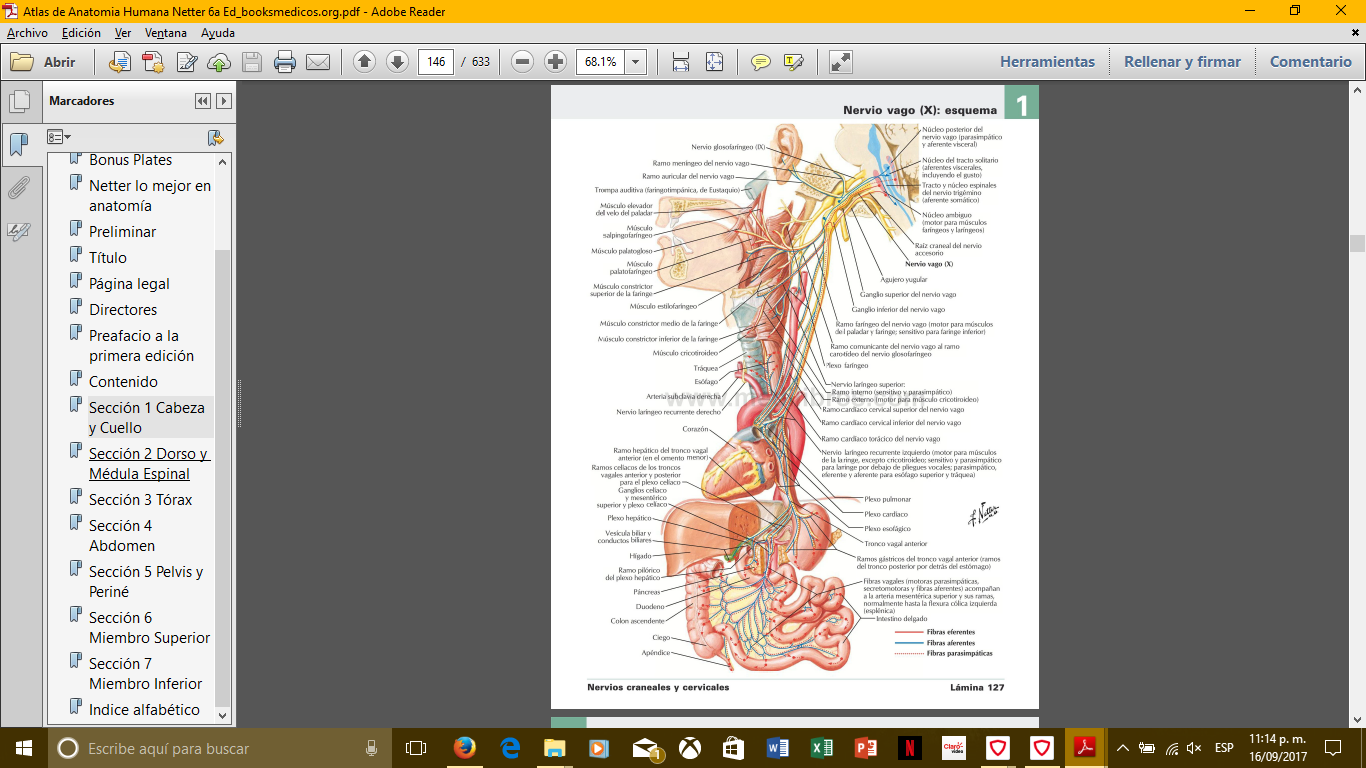 Atlas de Anatomia Humana Netter 6a Ed_booksmedicos.org.pdf - Adobe Reader
Archivo Edición Ver Ventana Ayuda
Abrir 146 / 633 68.1% Herramientas Rellenar y firmar Comentario
Marcadores
Bonus Plates
Netter lo mejor en
anatomía
Preliminar
Título
Página legal
Directores
Preafacio a la
primera edición
Contenido
Sección 1 Cabeza
y Cuello
Sección 2 Dorso y
Médula Espinal
Sección 3 Tórax
Sección 4
Abdomen
Sección 5 Pelvis y
Periné
Sección 6
Miembro Superior
Sección 7
Miembro Inferior
Indice alfabético
Nervio vago (X): esquema 1
Nervio glosofaríngeo (IX)
Ramo meníngeo del nervio vago
Ramo auricular del nervio vago
Trompa auditiva (faringotimpánica, de Eustaquio)
Músculo elevador
del velo del paladar
Músculo
salpingofaríngeo
Músculo palatogloso
Músculo
palatofaríngeo
Músculo constrictor
superior de la faringe
Músculo estilofaríngeo
Músculo constrictor medio de la faringe
Músculo constrictor inferior de la faringe
Músculo cricotiroideo
Tráquea
Esófago
Arteria subclavia derecha
Nervio laríngeo recurrente derecho
Corazón
Ramo hepático del tronco vagal
anterior (en el omento menor)
Ramos celíacos de los troncos
vagales anterior y posterior
para el plexo celíaco
Ganglios celíaco
y mesentérico
superior y plexo celíaco
Plexo hepático
Vesícula biliar y
conductos biliares
Hígado
Ramo pilórico
del plexo hepático
Páncreas
Duodeno
Colon ascendente
Ciego
Apéndice
Núcleo posterior del
nervio vago (parasimpático
y aferente visceral)
Núcleo del tracto solitario
(aferentes viscerales,
incluyendo el gusto)
Tracto y núcleo espinales
del nervio trigémino
(aferente somático)
Núcleo ambiguo
(motor para músculos
faríngeos y laríngeos)
Raíz craneal del nervio
accesorio
Nervio vago (X)
Agujero yugular
Ganglio superior del nervio vago
Ganglio inferior del nervio vago
Ramo faríngeo del nervio vago (motor para músculos
del paladar y faringe; sensitivo para faringe inferior)
Ramo comunicante del nervio vago al ramo
carotídeo del nervio glosofaríngeo
Plexo faríngeo
Nervio laríngeo superior:
Ramo interno (sensitivo y parasimpático)
Ramo externo (motor para músculo cricotiroideo)
Ramo cardíaco cervical superior del nervio vago
Ramo cardíaco cervical inferior del nervio vago
Ramo cardíaco torácico del nervio vago
Nervio laríngeo recurrente izquierdo (motor para músculos
de la laringe, excepto cricotiroideo; sensitivo y parasimpático
para laringe por debajo de pliegues vocales; parasimpático,
eferente y aferente para esófago superior y tráquea)
Plexo pulmonar
Plexo cardíaco
Plexo esofágico
Tronco vagal anterior
Ramos gástricos del tronco vagal anterior (ramos
del tronco posterior por detrás del estómago)
Fibras vagales (motoras parasimpáticas,
secretomotoras y fibras aferentes) acompañan
a la arteria mesentérica superior y sus ramas,
normalmente hasta la flexura cólica izquierda
(esplénica)
Intestino delgado
Fibras eferentes
Fibras aferentes
Fibras parasimpáticas
F. Netter
Nervios craneales y cervicales Lámina 127
Escribe aquí para buscar
1
ESP 11:14 p. m.
16/09/2017